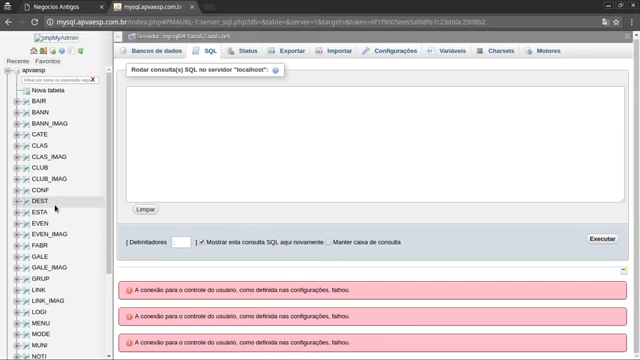 Negocios Antigos
mysql.apvaesp.com.b
mysql.apvaesp.com.br/index.php#PMAURL-1:server_sql.php?db=&table=&server=1&target=&token=
phpMyAdmin
Bancos de dados
SQL
Status
Exportar
Importar
Configurações
Variáveis
Charsets
Motores
Recente
Favoritos
Rodar consulta(s) SQL no servidor "localhost":
apvaesp
X
Nova tabela
BAIR
BANN
BANN_IMAG
CATE
CLAS
CLAS_IMAG
CLUB
CLUB_IMAG
CONF
DEST
ESTA
EVEN
EVEN_IMAG
FABR
GALE
GALE_IMAG
GRUP
LINK
LINK_IMAG
LOGI
MENU
MODE
MUNI
NOTI
Limpar
[ Delimitadores ] Mostrar esta consulta SQL aqui novamente Manter caixa de consulta
Executar
A conexão para o controle do usuário, como definida nas configurações, falhou.
A conexão para o controle do usuário, como definida nas configurações, falhou.
A conexão para o controle do usuário, como definida nas configurações, falhou.